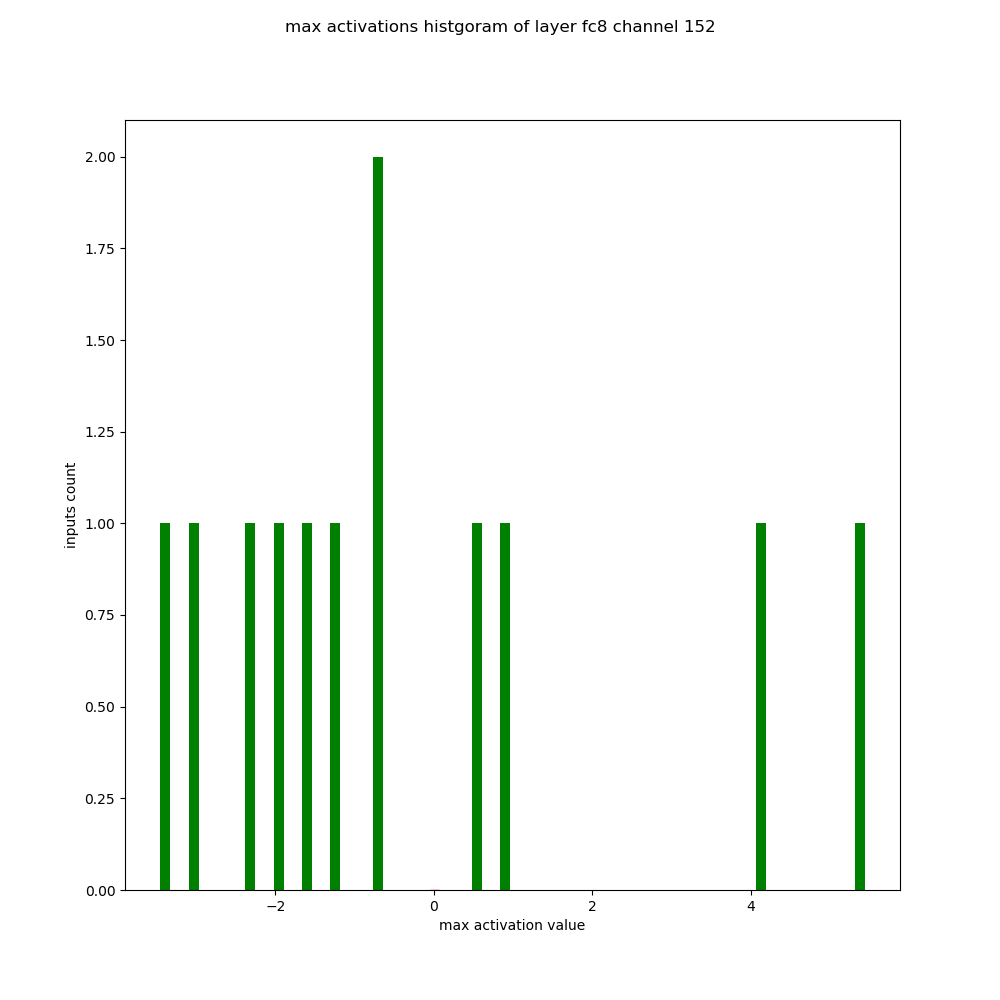 max activations histgoram of layer fc8 channel 152
2.00
1.75
1.50
1.25
1.00
0.75
0.50
0.25
0.00
inputs count
−2 0 2 4
max activation value